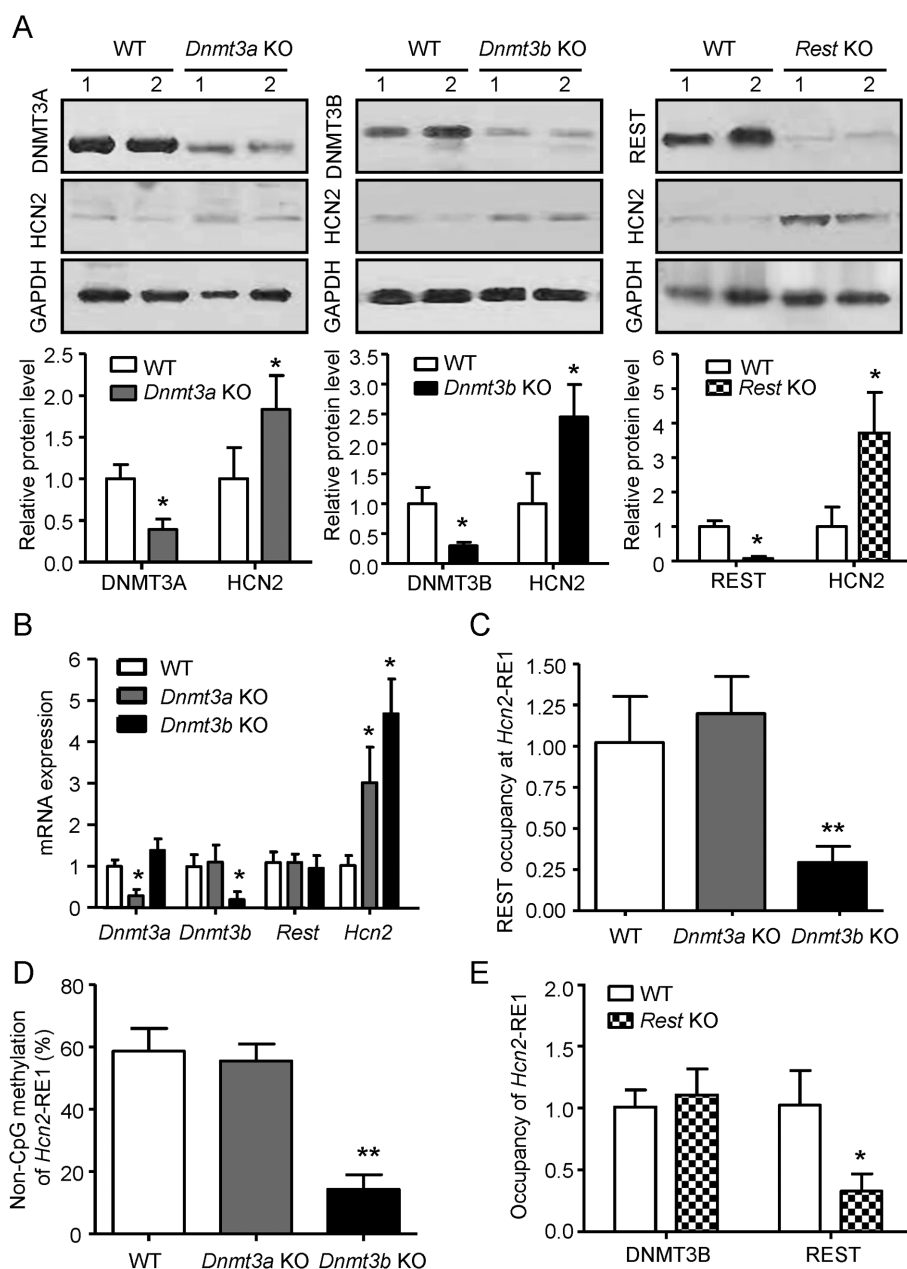 A
WT Dnmt3a KO
1 2 1 2
DNMT3A
HCN2
GAPDH
WT Dnmt3b KO
1 2 1 2
DNMT3B
HCN2
GAPDH
WT Rest KO
1 2 1 2
REST
HCN2
GAPDH
Relative protein level
2.5
2.0
1.5
1.0
0.5
0.0
WT
Dnmt3a KO
*
*
DNMT3A HCN2
Relative protein level
3.5
3.0
2.5
2.0
1.5
1.0
0.5
0.0
WT
Dnmt3b KO
*
*
DNMT3B HCN2
Relative protein level
6
5
4
3
2
1
0
WT
Rest KO
*
*
REST HCN2
B
mRNA expression
6
5
4
3
2
1
0
WT
Dnmt3a KO
Dnmt3b KO
*
*
*
*
Dnmt3a Dnmt3b Rest Hcn2
C
REST occupancy at Hcn2-RE1
1.50
1.25
1.00
0.75
0.50
0.25
0.00
**
WT Dnmt3a KO Dnmt3b KO
D
Non-CpG methylation
of Hcn2-RE1 (%)
80
60
40
20
0
**
WT Dnmt3a KO Dnmt3b KO
E
Occupancy of Hcn2-RE1
2.0
1.5
1.0
0.5
0.0
WT
Rest KO
*
DNMT3B REST